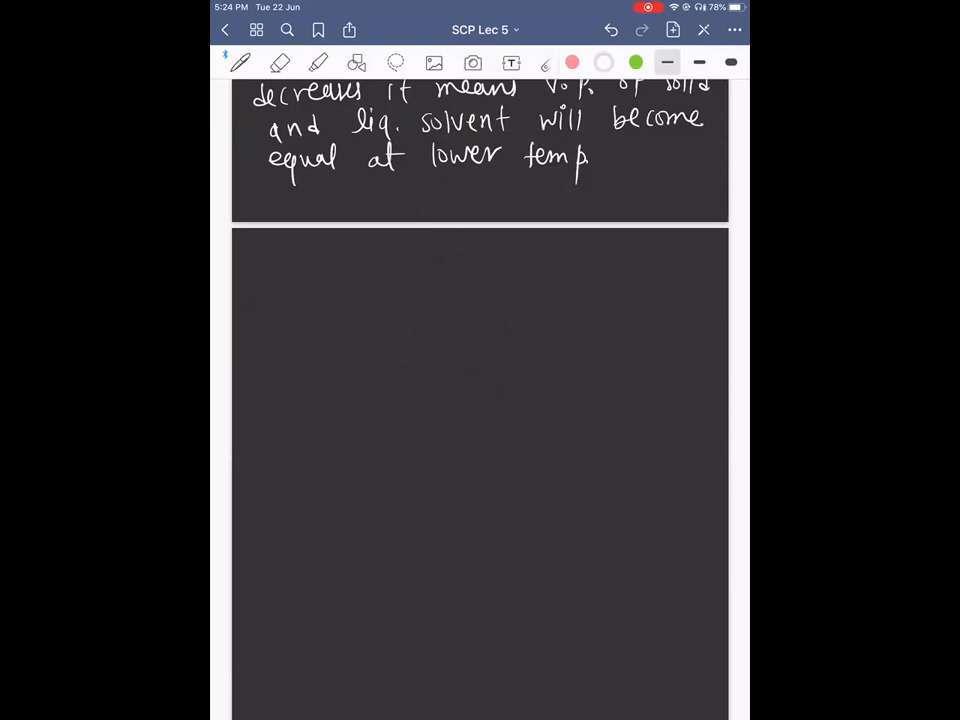 5:24 PM Tue 22 Jun
78%
SCP Lec 5
T
decreases it means V.P. of solid
and liq. solvent will become
equal at lower temp